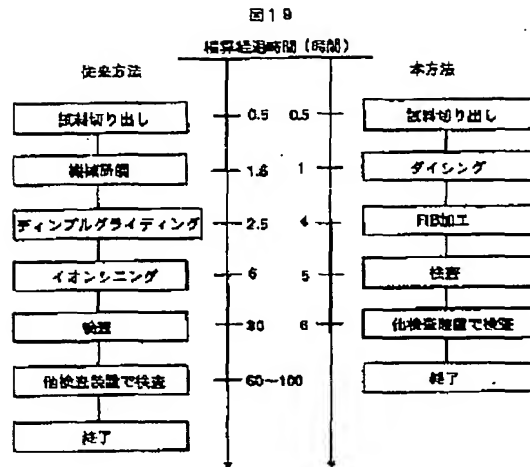 図19
積算経過時間(時間)
従来方法
本方法
試料切り出し
0.5
0.5
試料切り出し
機械研磨
1.6
1
ダイシング
ディンプルグライディング
2.5
4
FIB加工
イオンシニング
6
5
検査
検査
30
6
他検査装置で検査
他検査装置で検査
60~100
終了
終了